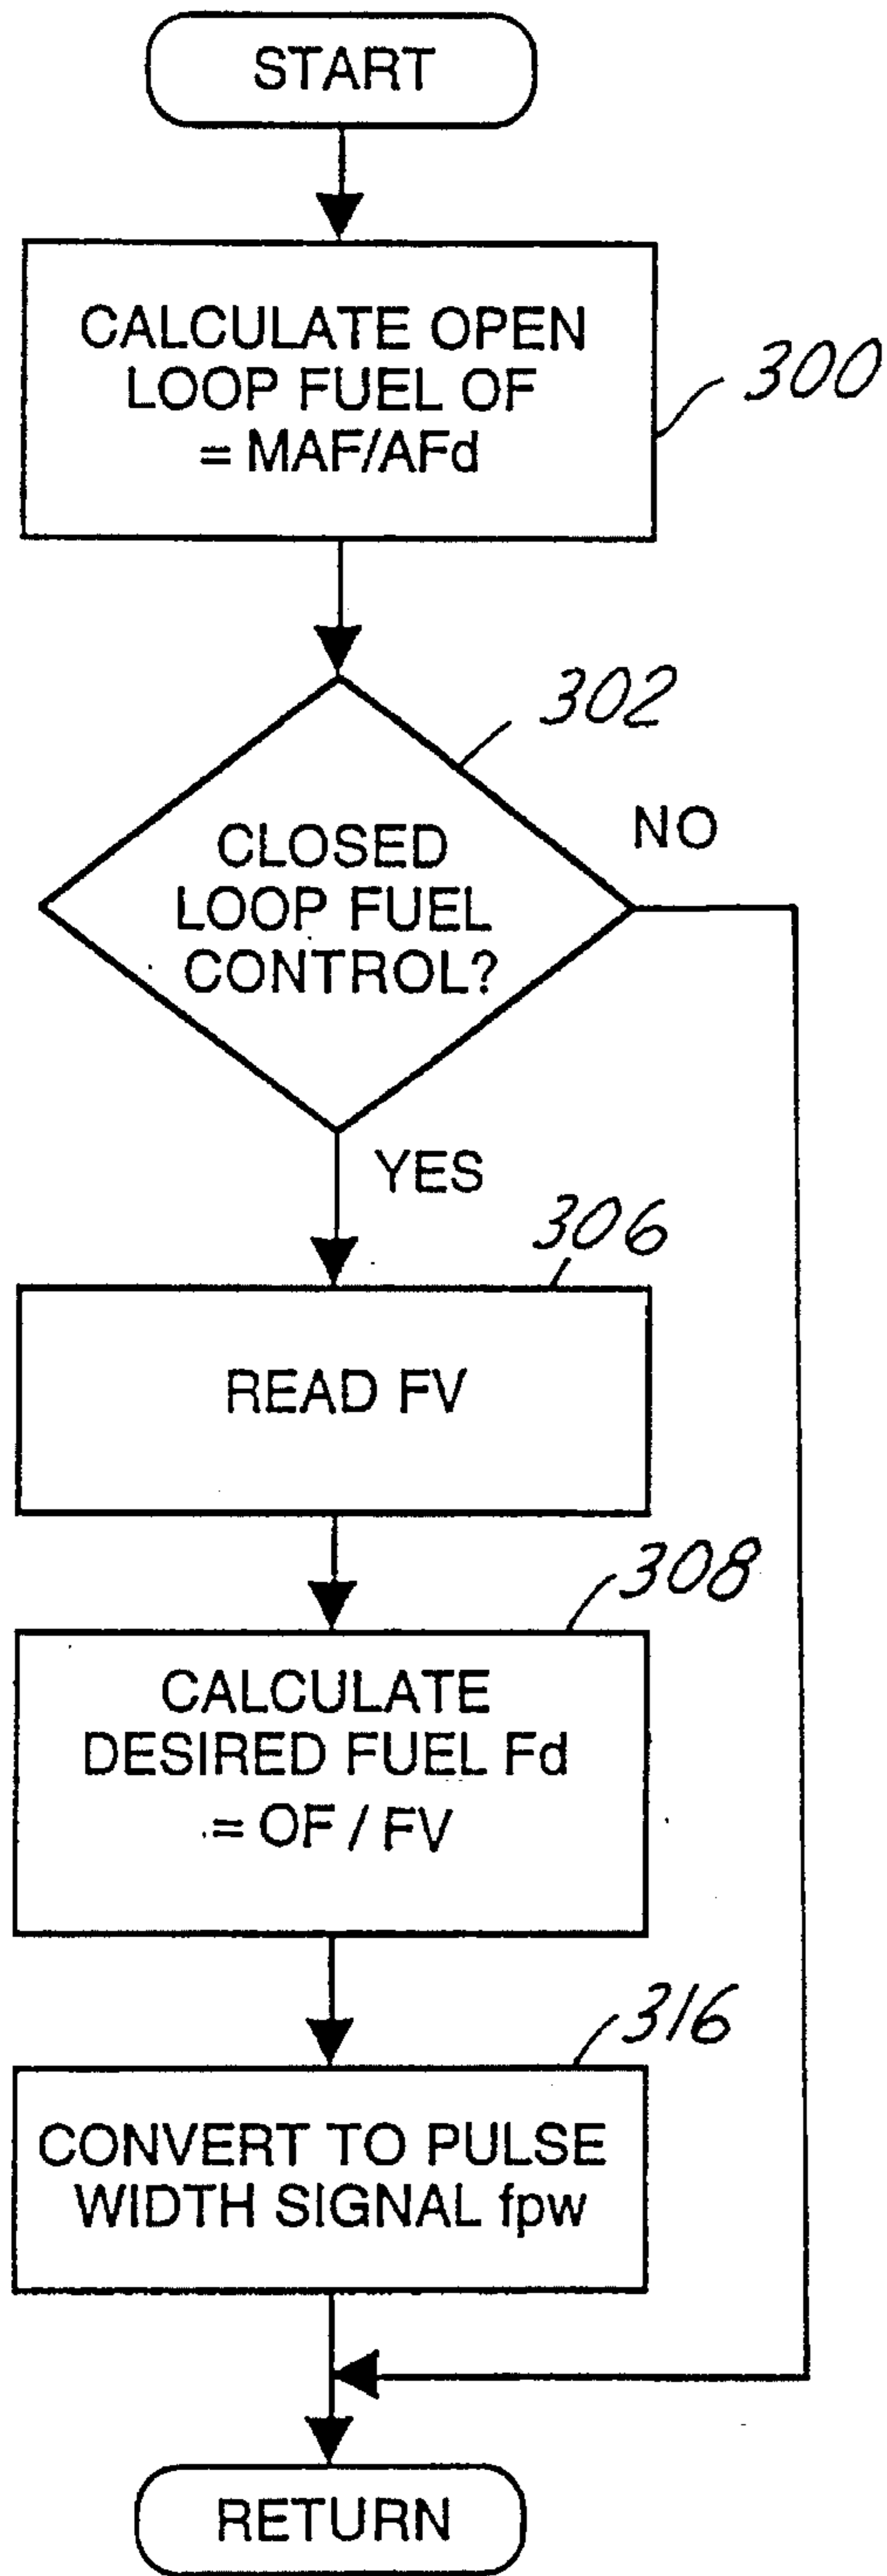 START
CALCULATE OPEN
LOOP FUEL OF
= MAF/AFd
300
302
CLOSED
LOOP FUEL
CONTROL?
NO
YES
306
READ FV
308
CALCULATE
DESIRED FUEL Fd
= OF / FV
316
CONVERT TO PULSE
WIDTH SIGNAL fpw
RETURN